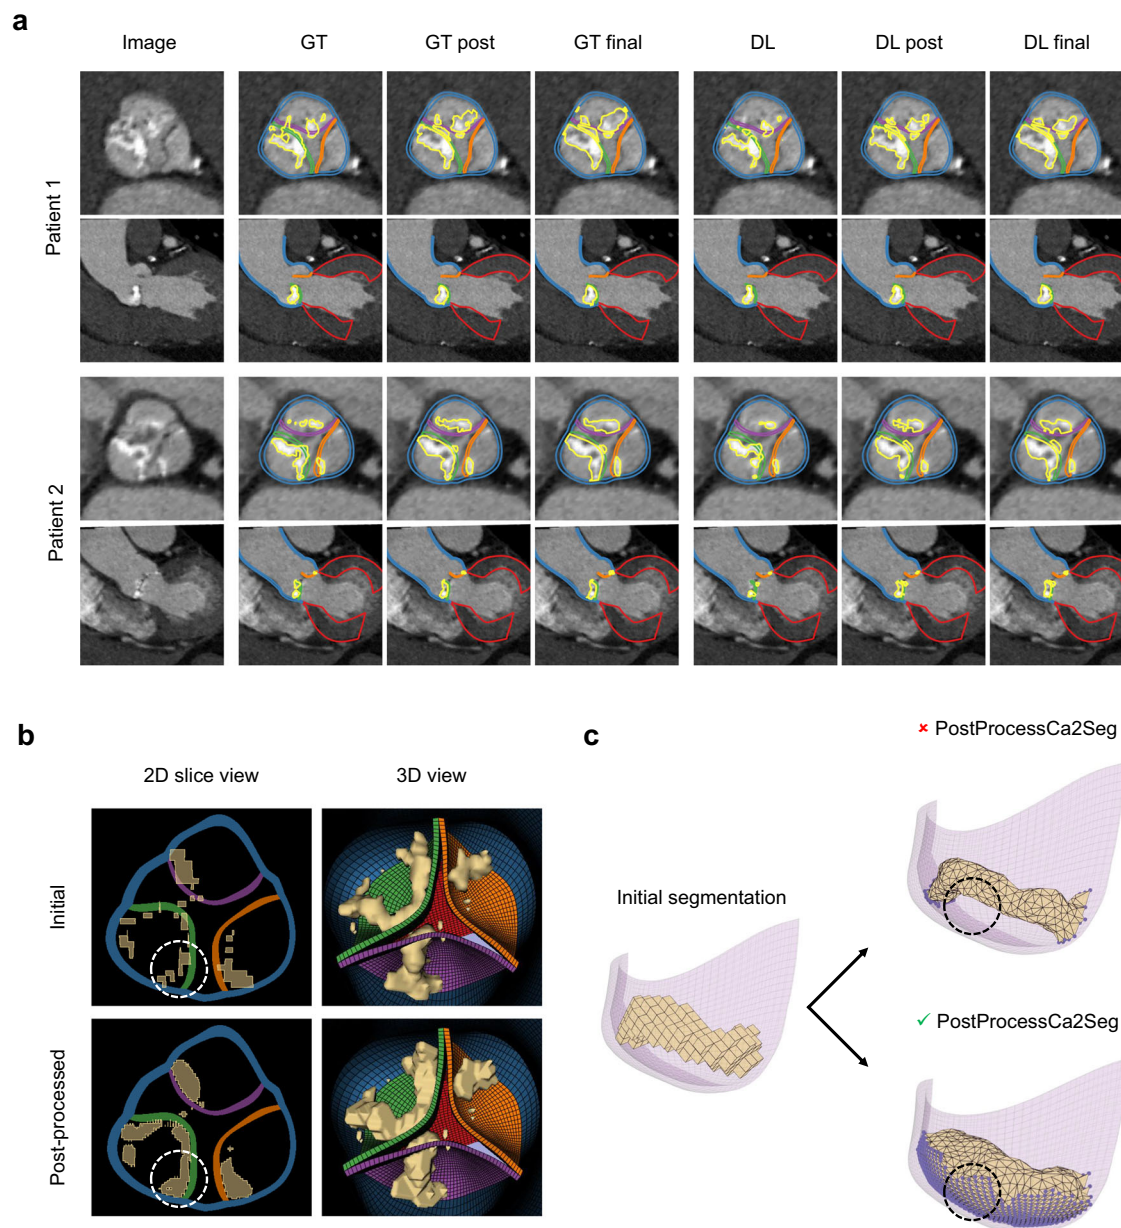 a
Image GT GT post GT final DL DL post DL final
Patient 1
Patient 2
b
2D slice view 3D view
Initial
Post-processed
c
✘ PostProcessCa2Seg
Initial segmentation
✓ PostProcessCa2Seg